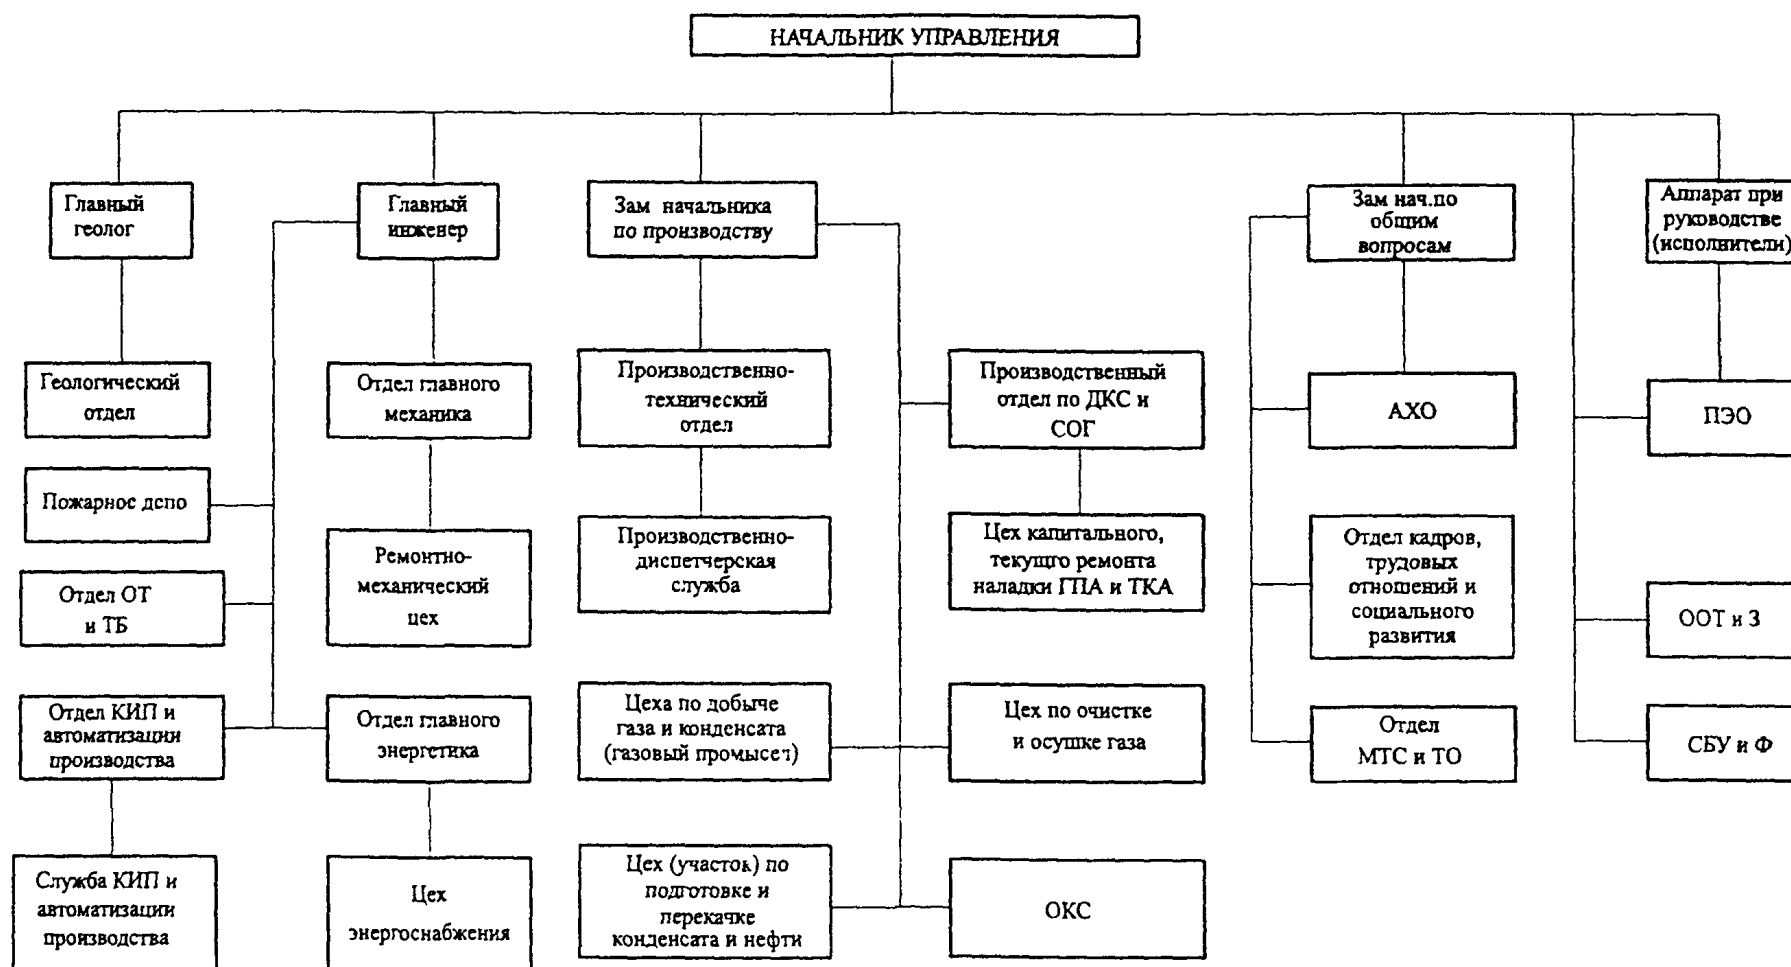 НАЧАЛЬНИК УПРАВЛЕНИЯ
Главный
геолог
Главный
инженер
Зам начальника
по производству
Зам нач.по
общим
вопросам
Аппарат при
руководстве
(исполнители)
Геологический
отдел
Отдел главного
механика
Производственно-
технический
отдел
Производственный
отдел по ДКС и
СОГ
АХО
ПЭО
Пожарное депо
Ремонтно-
механический
цех
Производственно-
диспетчерская
служба
Цех капитального,
текущго ремонта
наладки ГПА и ТКА
Отдел кадров,
трудовых
отношений и
социального
развития
Отдел ОТ
и ТБ
ООТ и З
Отдел КИП и
автоматизации
производства
Отдел главного
энергетика
Цеха по добыче
газа и конденсата
(газовый промысел)
Цех по очистке
и осушке газа
Отдел
МТС и ТО
СБУ и Ф
Служба КИП и
автоматизации
производства
Цех
энергоснабжения
Цех (участок) по
подготовке и
перекачке
конденсата и нефти
ОКС